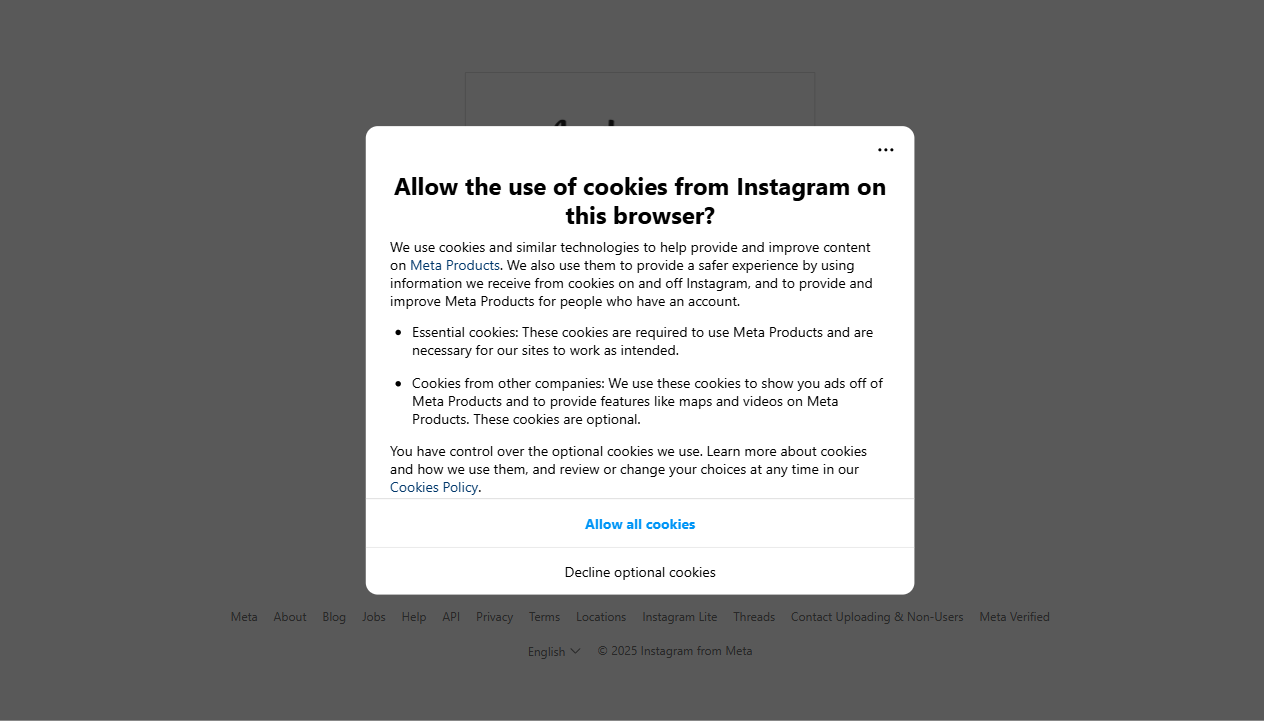 Allow the use of cookies from Instagram on
this browser?
We use cookies and similar technologies to help provide and improve content
on Meta Products. We also use them to provide a safer experience by using
information we receive from cookies on and off Instagram, and to provide and
improve Meta Products for people who have an account.
• Essential cookies: These cookies are required to use Meta Products and are
necessary for our sites to work as intended.
• Cookies from other companies: We use these cookies to show you ads off of
Meta Products and to provide features like maps and videos on Meta
Products. These cookies are optional.
You have control over the optional cookies we use. Learn more about cookies
and how we use them, and review or change your choices at any time in our
Cookies Policy.
Allow all cookies
Decline optional cookies
Meta About Blog Jobs Help API Privacy Terms Locations Instagram Lite Threads Contact Uploading & Non-Users Meta Verified
English © 2025 Instagram from Meta